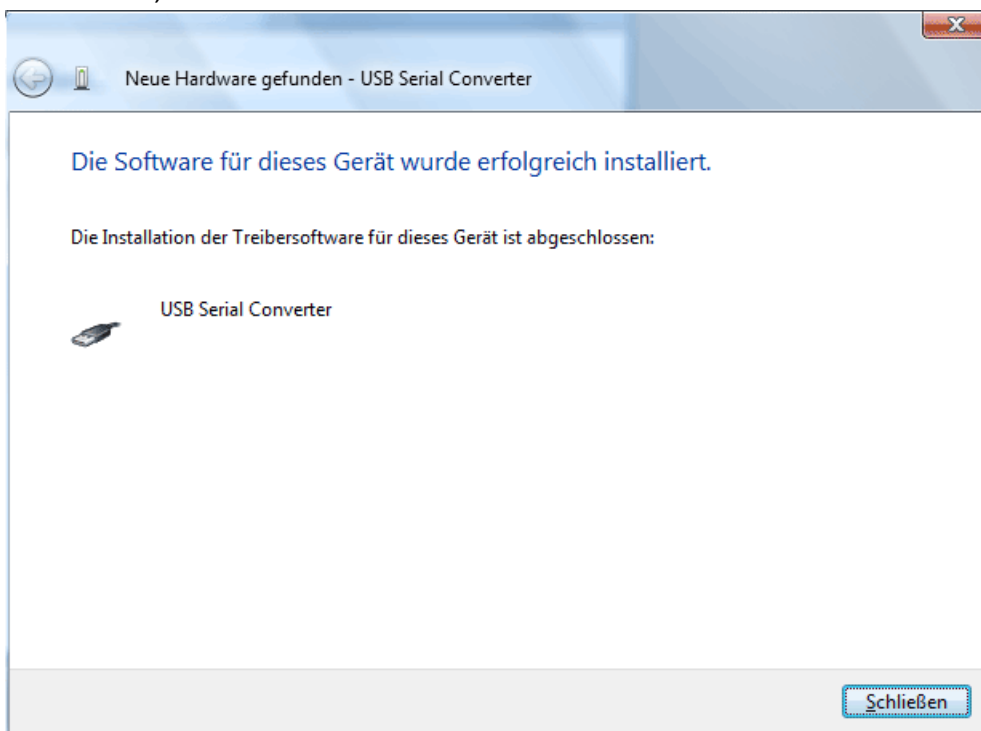 Neue Hardware gefunden - USB Serial Converter
Die Software für dieses Gerät wurde erfolgreich installiert.
Die Installation der Treibersoftware für dieses Gerät ist abgeschlossen:
USB Serial Converter
Schließen